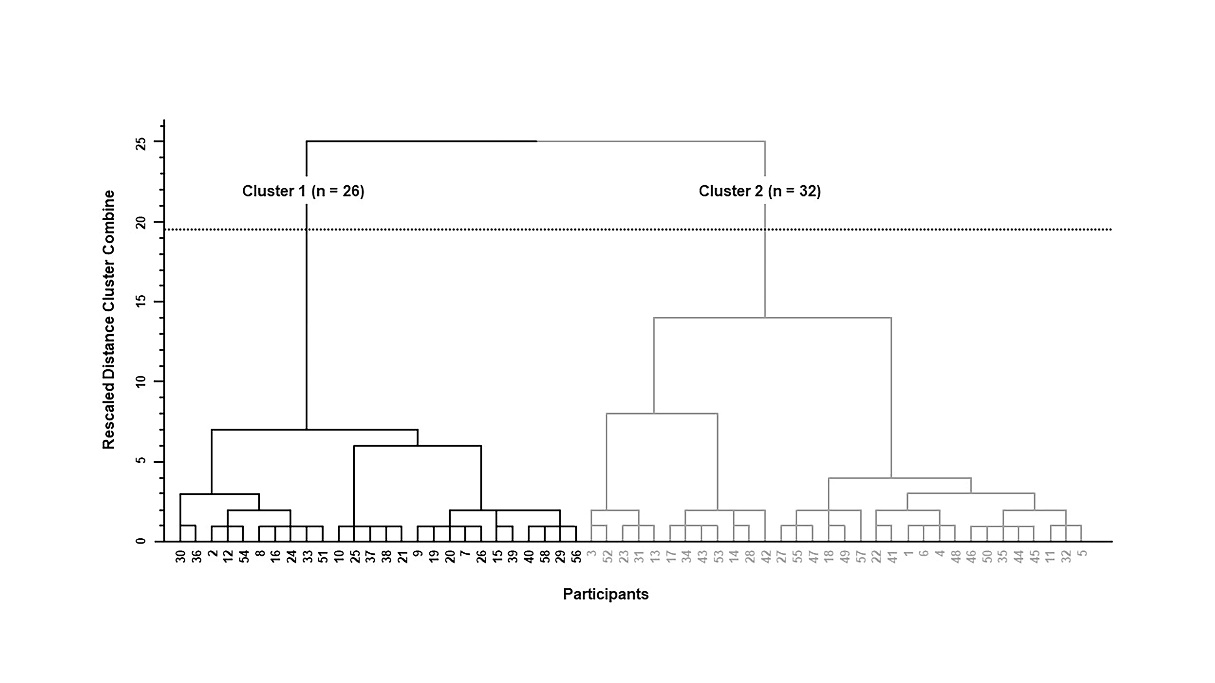 25
Cluster 1 (n = 26) Cluster 2 (n = 32)
20
15
10
5
0
Rescaled Distance Cluster Combine
30 36 2 12 54 8 16 24 33 51 10 25 37 38 21 9 19 20 7 26 15 39 40 58 29 56 3 52 23 31 13 17 34 43 53 14 28 42 27 55 47 18 49 57 22 41 1 6 4 48 46 50 35 44 45 11 32 5
Participants